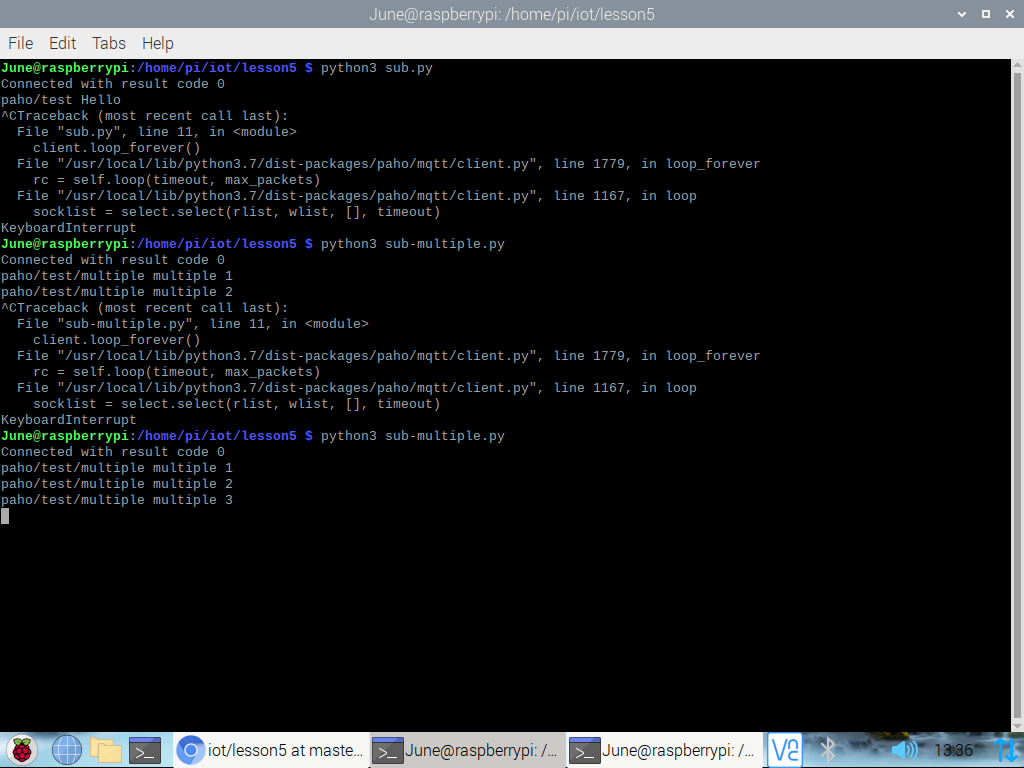 June@raspberrypi: /home/pi/iot/lesson5
File Edit Tabs Help
June@raspberrypi:/home/pi/iot/lesson5 $ python3 sub.py
Connected with result code 0
paho/test Hello
^CTraceback (most recent call last):
  File "sub.py", line 11, in <module>
    client.loop_forever()
  File "/usr/local/lib/python3.7/dist-packages/paho/mqtt/client.py", line 1779, in loop_forever
    rc = self.loop(timeout, max_packets)
  File "/usr/local/lib/python3.7/dist-packages/paho/mqtt/client.py", line 1167, in loop
    socklist = select.select(rlist, wlist, [], timeout)
KeyboardInterrupt
June@raspberrypi:/home/pi/iot/lesson5 $ python3 sub-multiple.py
Connected with result code 0
paho/test/multiple multiple 1
paho/test/multiple multiple 2
^CTraceback (most recent call last):
  File "sub-multiple.py", line 11, in <module>
    client.loop_forever()
  File "/usr/local/lib/python3.7/dist-packages/paho/mqtt/client.py", line 1779, in loop_forever
    rc = self.loop(timeout, max_packets)
  File "/usr/local/lib/python3.7/dist-packages/paho/mqtt/client.py", line 1167, in loop
    socklist = select.select(rlist, wlist, [], timeout)
KeyboardInterrupt
June@raspberrypi:/home/pi/iot/lesson5 $ python3 sub-multiple.py
Connected with result code 0
paho/test/multiple multiple 1
paho/test/multiple multiple 2
paho/test/multiple multiple 3
iot/lesson5 at maste... June@raspberrypi: /... June@raspberrypi: /... 13:36